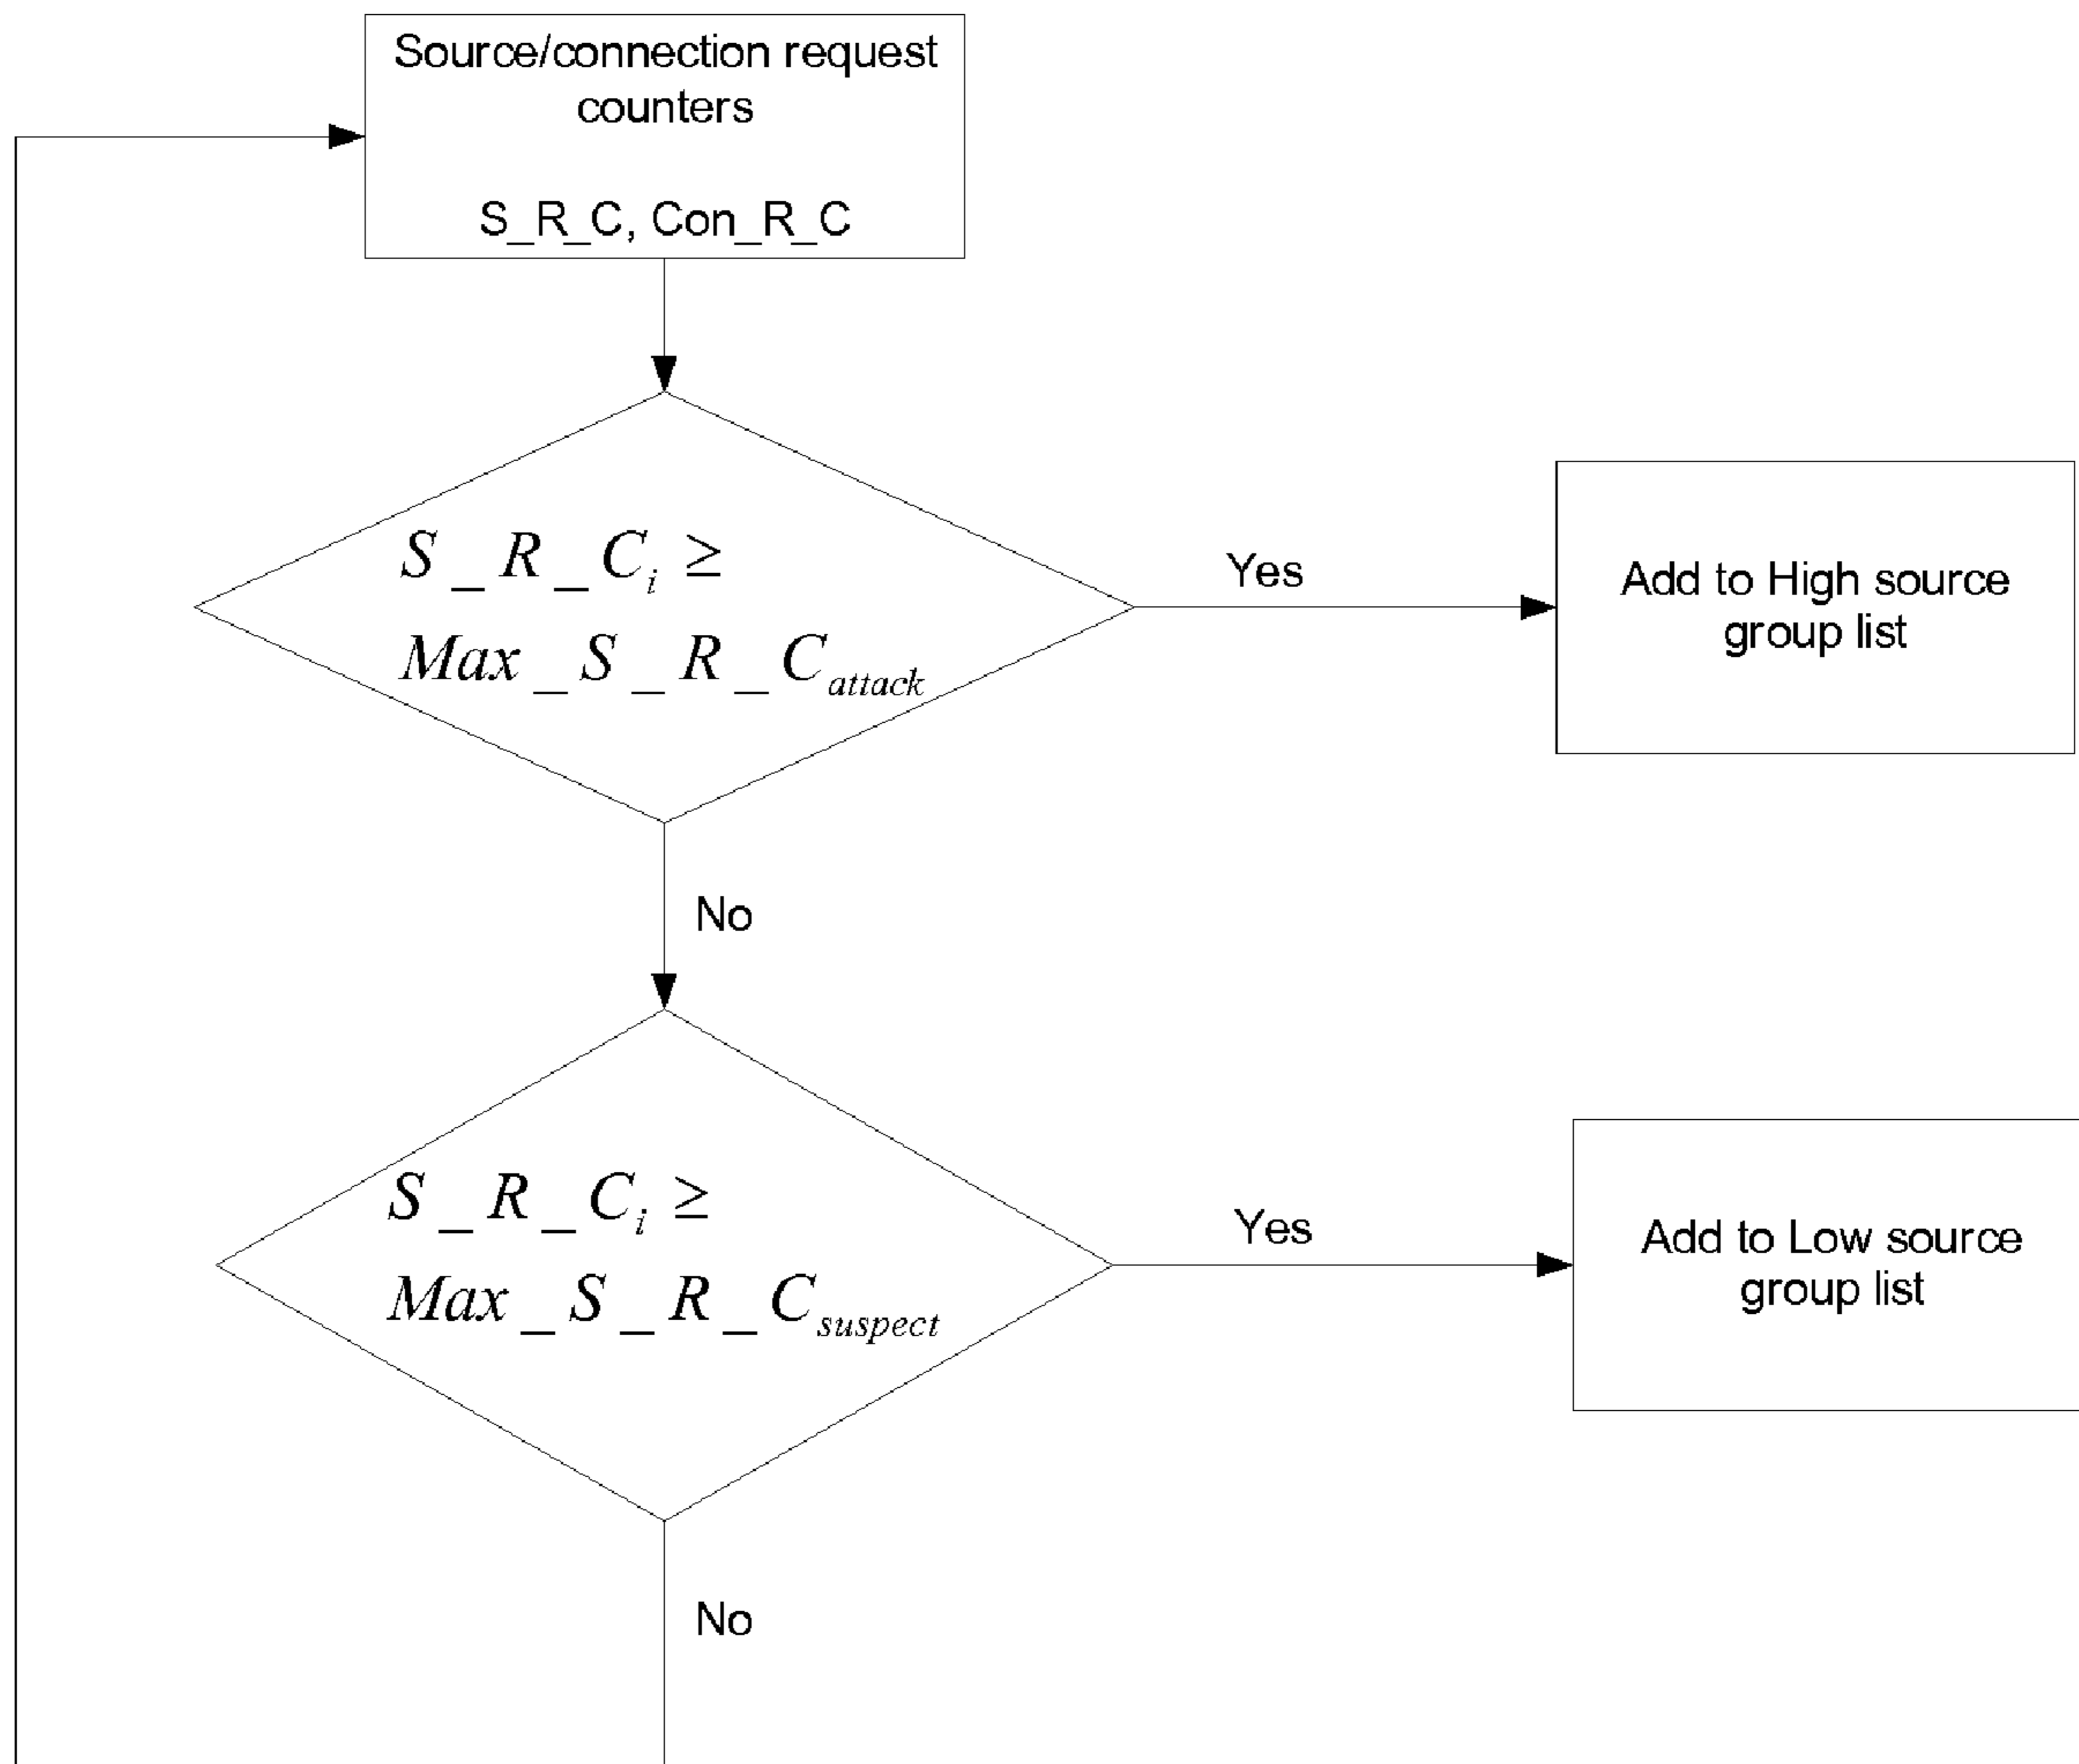 Source/connection request
counters
S_R_C, Con_R_C
S_R_C_i ≥
Max_S_R_C_attack
Yes
Add to High source
group list
No
S_R_C_i ≥
Max_S_R_C_suspect
Yes
Add to Low source
group list
No